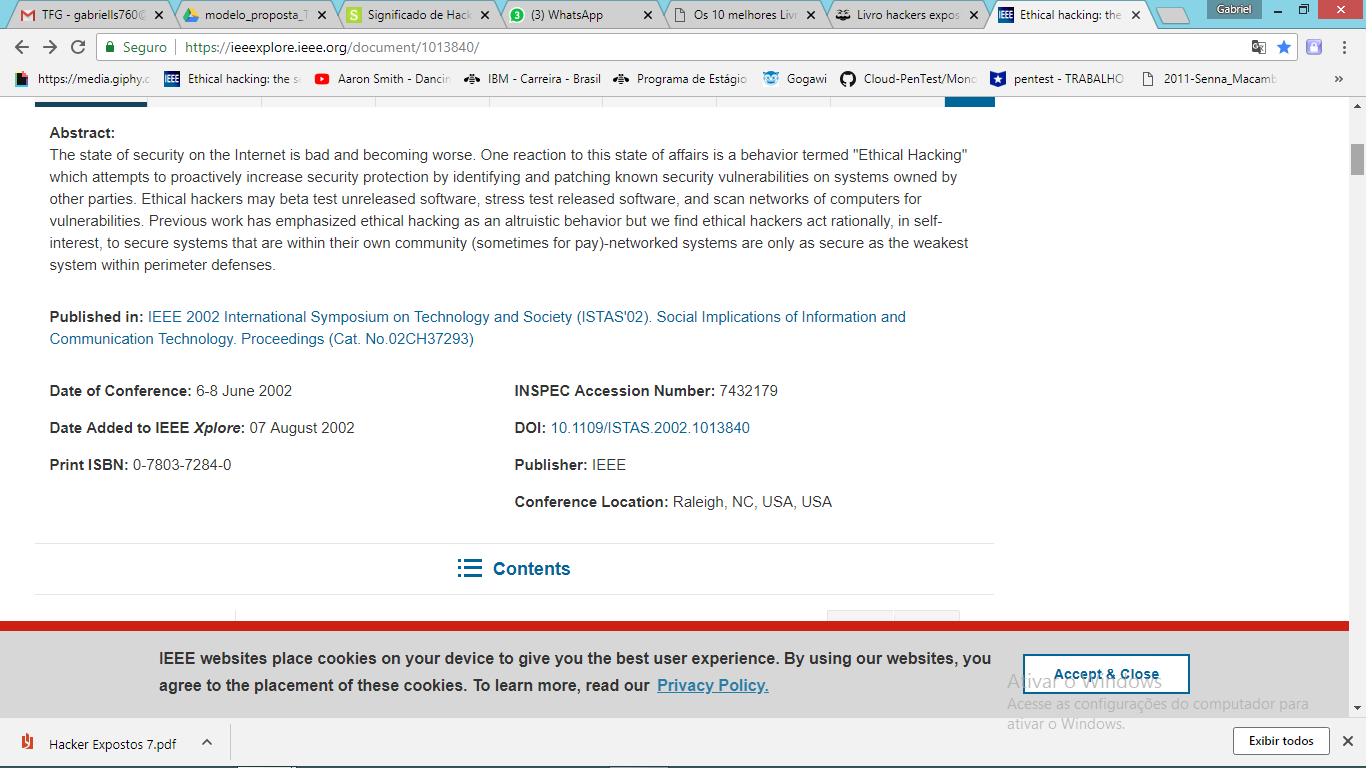 TFG - gabriells760@
modelo_proposta_T
Significado de Hack
(3) WhatsApp
Os 10 melhores Livr
Livro hackers expos
IEEE Ethical hacking: the
Gabriel
Seguro https://ieeexplore.ieee.org/document/1013840/
https://media.giphy.c
IEEE Ethical hacking: the s
Aaron Smith - Dancin
IBM - Carreira - Brasil
Programa de Estágio
Gogawi
Cloud-PenTest/Mono
pentest - TRABALHO
2011-Senna_Macamb
»
Abstract:
The state of security on the Internet is bad and becoming worse. One reaction to this state of affairs is a behavior termed "Ethical Hacking"
which attempts to proactively increase security protection by identifying and patching known security vulnerabilities on systems owned by
other parties. Ethical hackers may beta test unreleased software, stress test released software, and scan networks of computers for
vulnerabilities. Previous work has emphasized ethical hacking as an altruistic behavior but we find ethical hackers act rationally, in self-
interest, to secure systems that are within their own community (sometimes for pay)-networked systems are only as secure as the weakest
system within perimeter defenses.
Published in: IEEE 2002 International Symposium on Technology and Society (ISTAS'02). Social Implications of Information and
Communication Technology. Proceedings (Cat. No.02CH37293)
Date of Conference: 6-8 June 2002
Date Added to IEEE Xplore: 07 August 2002
Print ISBN: 0-7803-7284-0
INSPEC Accession Number: 7432179
DOI: 10.1109/ISTAS.2002.1013840
Publisher: IEEE
Conference Location: Raleigh, NC, USA, USA
Contents
IEEE websites place cookies on your device to give you the best user experience. By using our websites, you
agree to the placement of these cookies. To learn more, read our Privacy Policy.
Accept & Close
Ativar o Windows
Acesse as configurações do computador para
ativar o Windows.
Hacker Expostos 7.pdf
Exibir todos